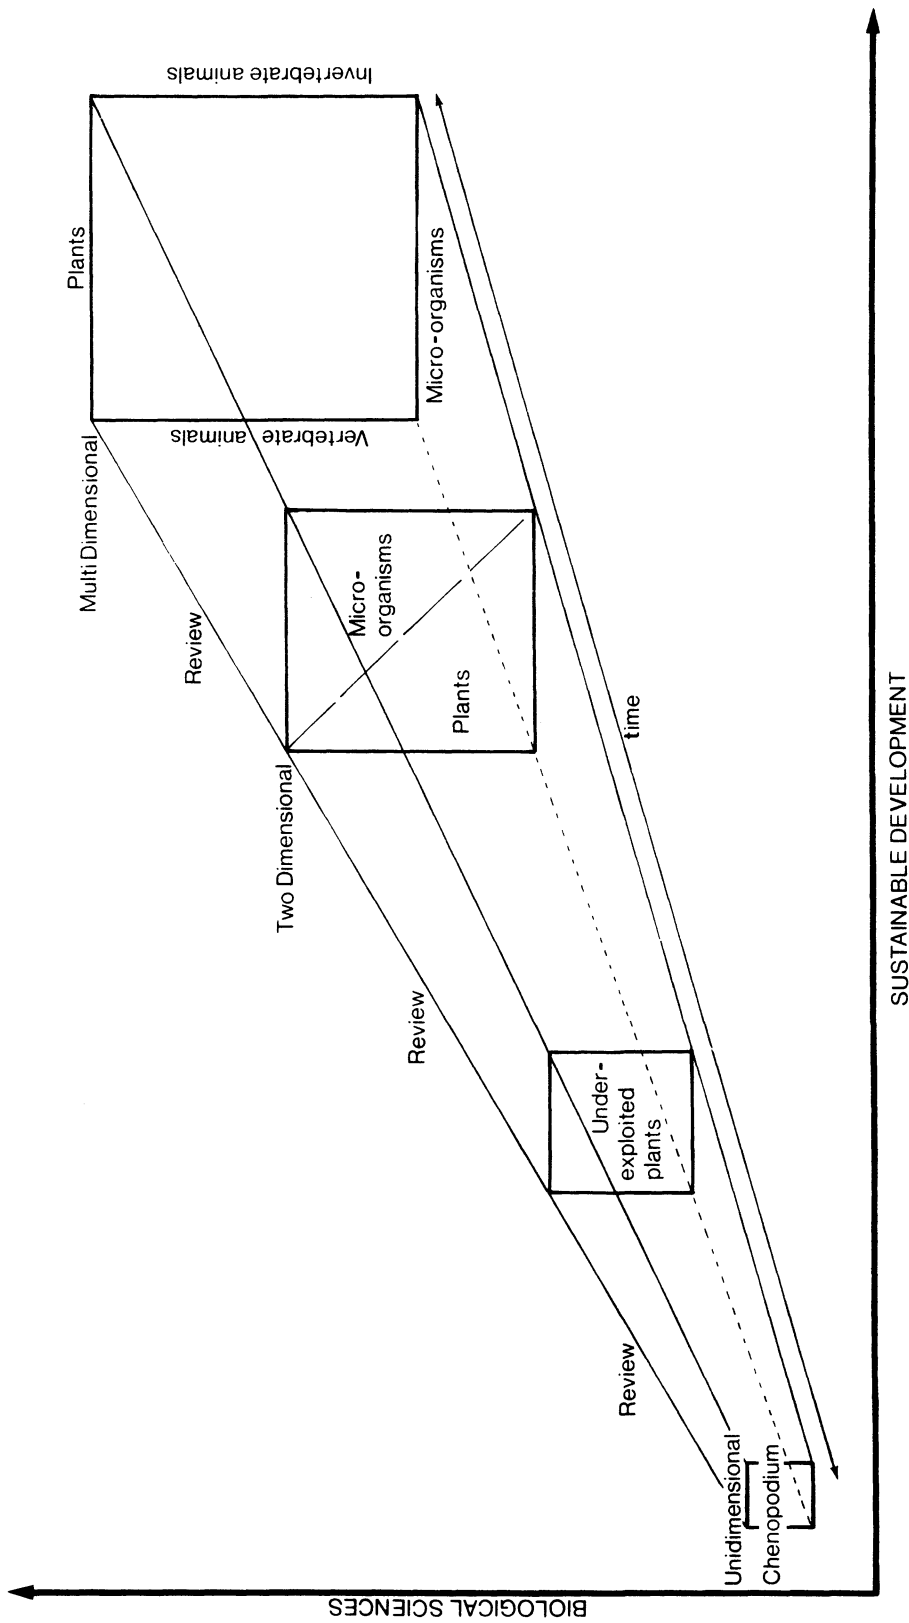 Invertebrate animals
Plants
Micro-organisms
Vertebrate animals
Multi Dimensional
Review
Micro-
organisms
Plants
time
Two Dimensional
Review
Under-
exploited
plants
Review
Unidimensional
Chenopodium
SUSTAINABLE DEVELOPMENT
BIOLOGICAL SCIENCES